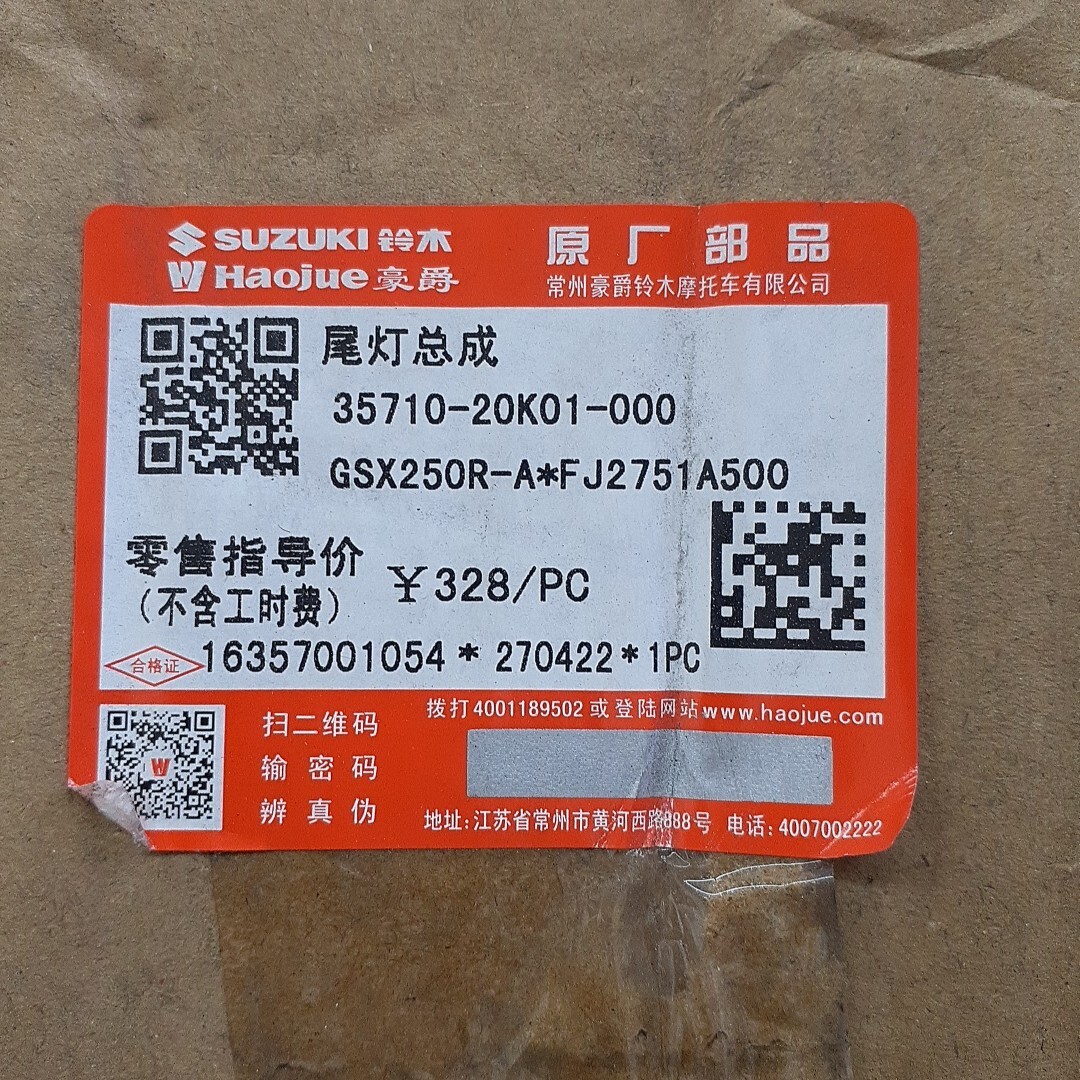 SUZUKI 铃木
Haojue 豪爵
原厂部品
常州豪爵铃木摩托车有限公司
尾灯总成
35710-20K01-000
GSX250R-A*FJ2751A500
零售指导价
(不含工时费)
￥328/PC
合格证
16357001054 * 270422 * 1PC
扫二维码
输密码
辨真伪
拨打4001189502或登陆网站www.haojue.com
地址:江苏省常州市黄河西路888号 电话:4007002222